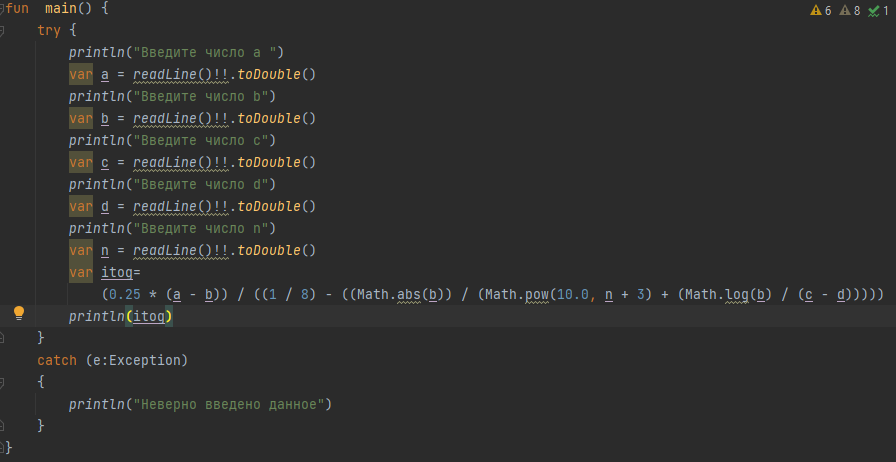 fun  main() {
6 8 1
    try {
        println("Введите число a ")
        var a = readLine()!!.toDouble()
        println("Введите число b")
        var b = readLine()!!.toDouble()
        println("Введите число c")
        var c = readLine()!!.toDouble()
        println("Введите число d")
        var d = readLine()!!.toDouble()
        println("Введите число n")
        var n = readLine()!!.toDouble()
        var itog=
            (0.25 * (a - b)) / ((1 / 8) - ((Math.abs(b)) / (Math.pow(10.0, n + 3) + (Math.log(b) / (c - d)))))
        println(itog)
    }
    catch (e:Exception)
    {
        println("Неверно введено данное")
    }
}